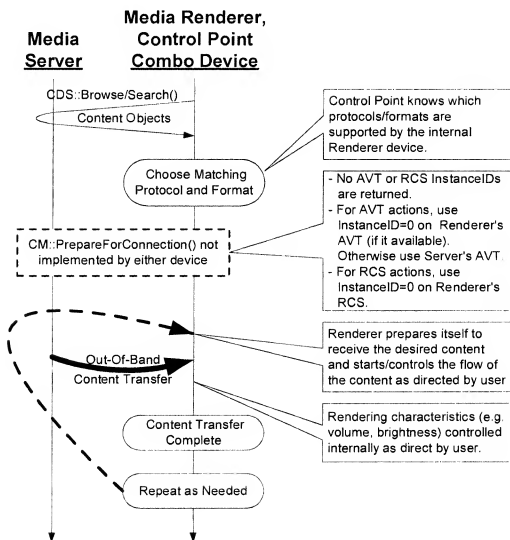 Media Renderer,
Control Point
Combo Device
Media
Server
CDS::Browse/Search()
Content Objects
Control Point knows which
protocols/formats are
supported by the internal
Renderer device.
Choose Matching
Protocol and Format
- No AVT or RCS InstanceIDs
are returned.
- For AVT actions, use
InstanceID=0 on Renderer's
AVT (if it available).
Otherwise use Server's AVT
- For RCS actions, use
InstanceID=0 on Renderer's
RCS.
CM::PrepareForConnection() not
implemented by either device
Renderer prepares itself to
receive the desired content
and starts/controls the flow of
the content as directed by user
Out-Of-Band
Content Transfer
Rendering characteristics (e.g.
volume, brightness) controlled
internally as direct by user.
Content Transfer
Complete
Repeat as Needed